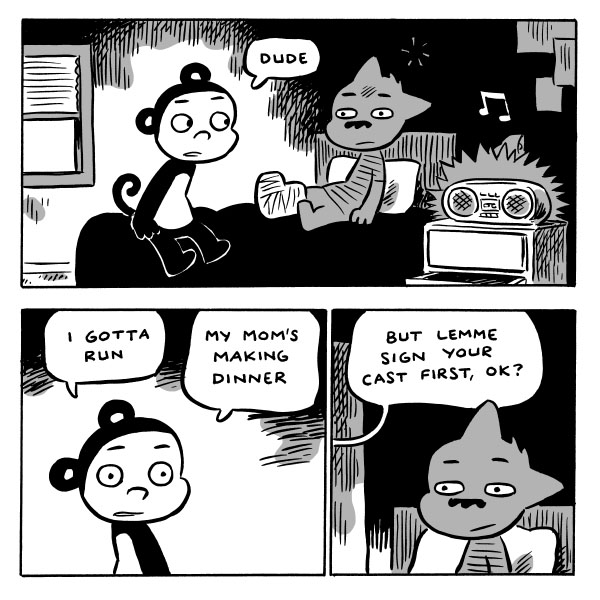 DUDE
I GOTTA
RUN
MY MOM'S
MAKING
DINNER
BUT LEMME
SIGN YOUR
CAST FIRST, OK?